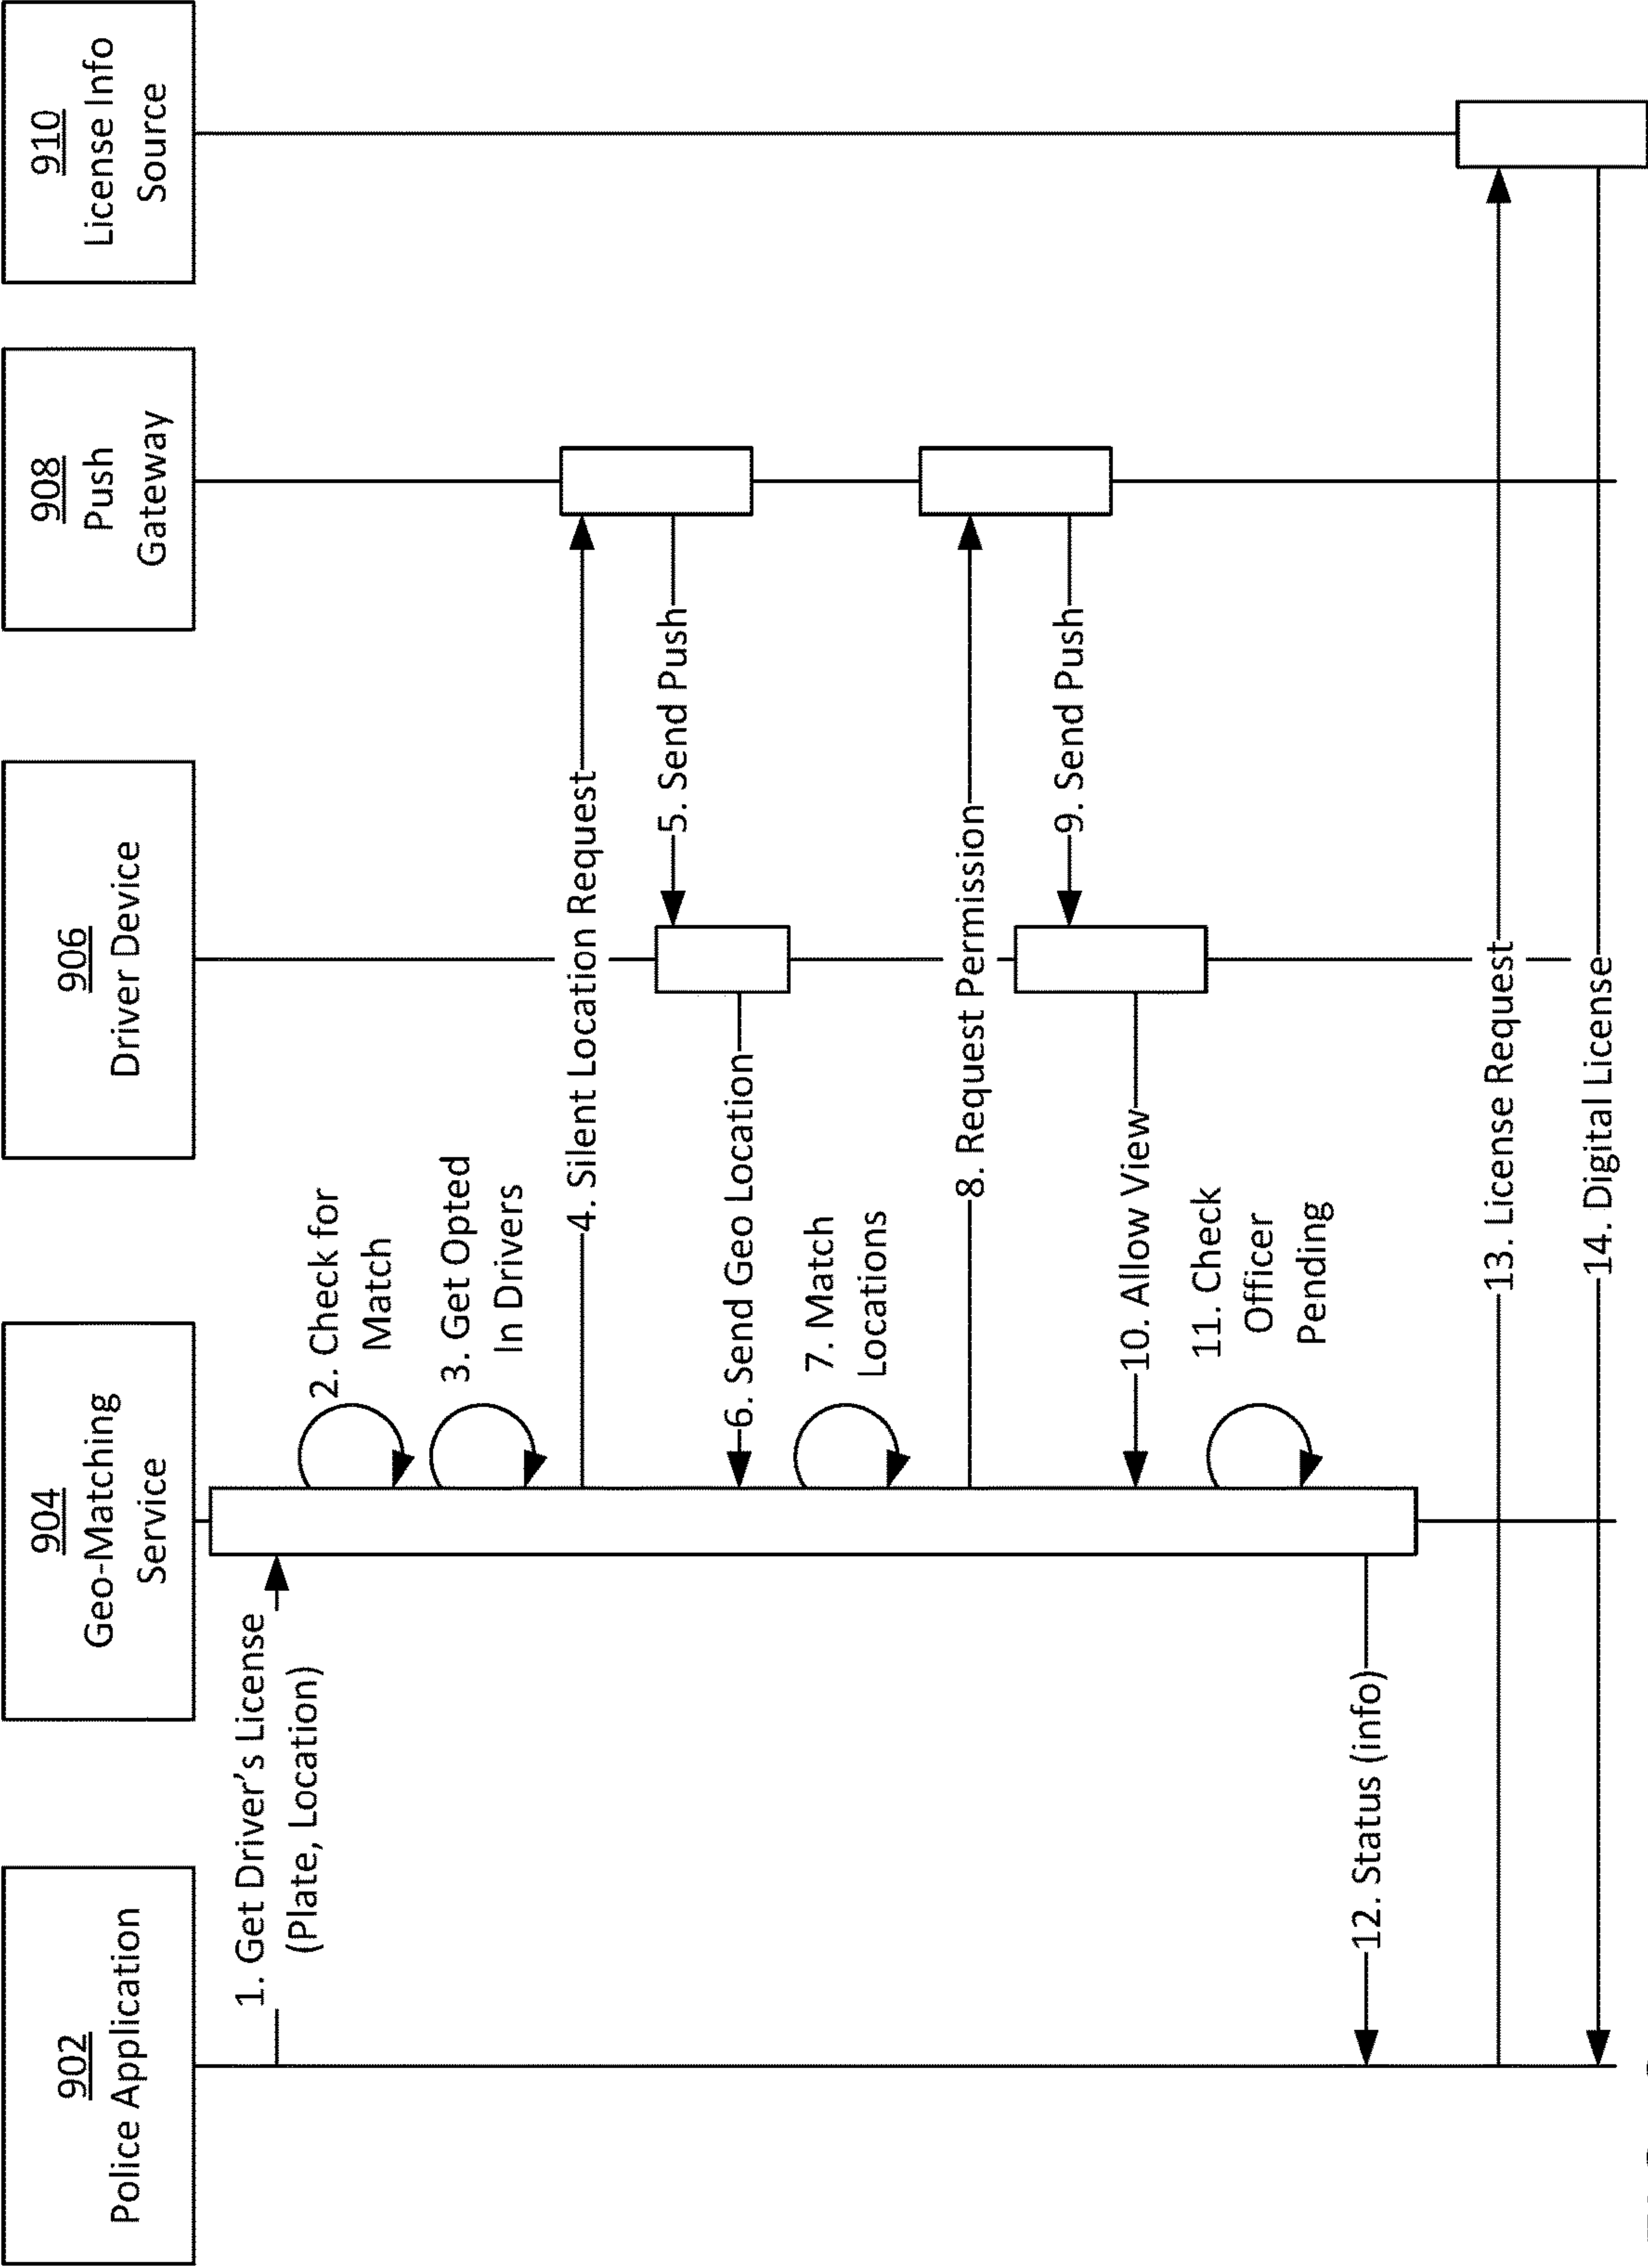 902
Police Application
904
Geo-Matching
Service
906
Driver Device
908
Push
Gateway
910
License Info
Source
1. Get Driver's License
(Plate, Location)
2. Check for
Match
3. Get Opted
In Drivers
4. Silent Location Request
5. Send Push
6. Send Geo Location
7. Match
Locations
8. Request Permission
9. Send Push
10. Allow View
11. Check
Officer
Pending
12. Status (info)
13. License Request
14. Digital License